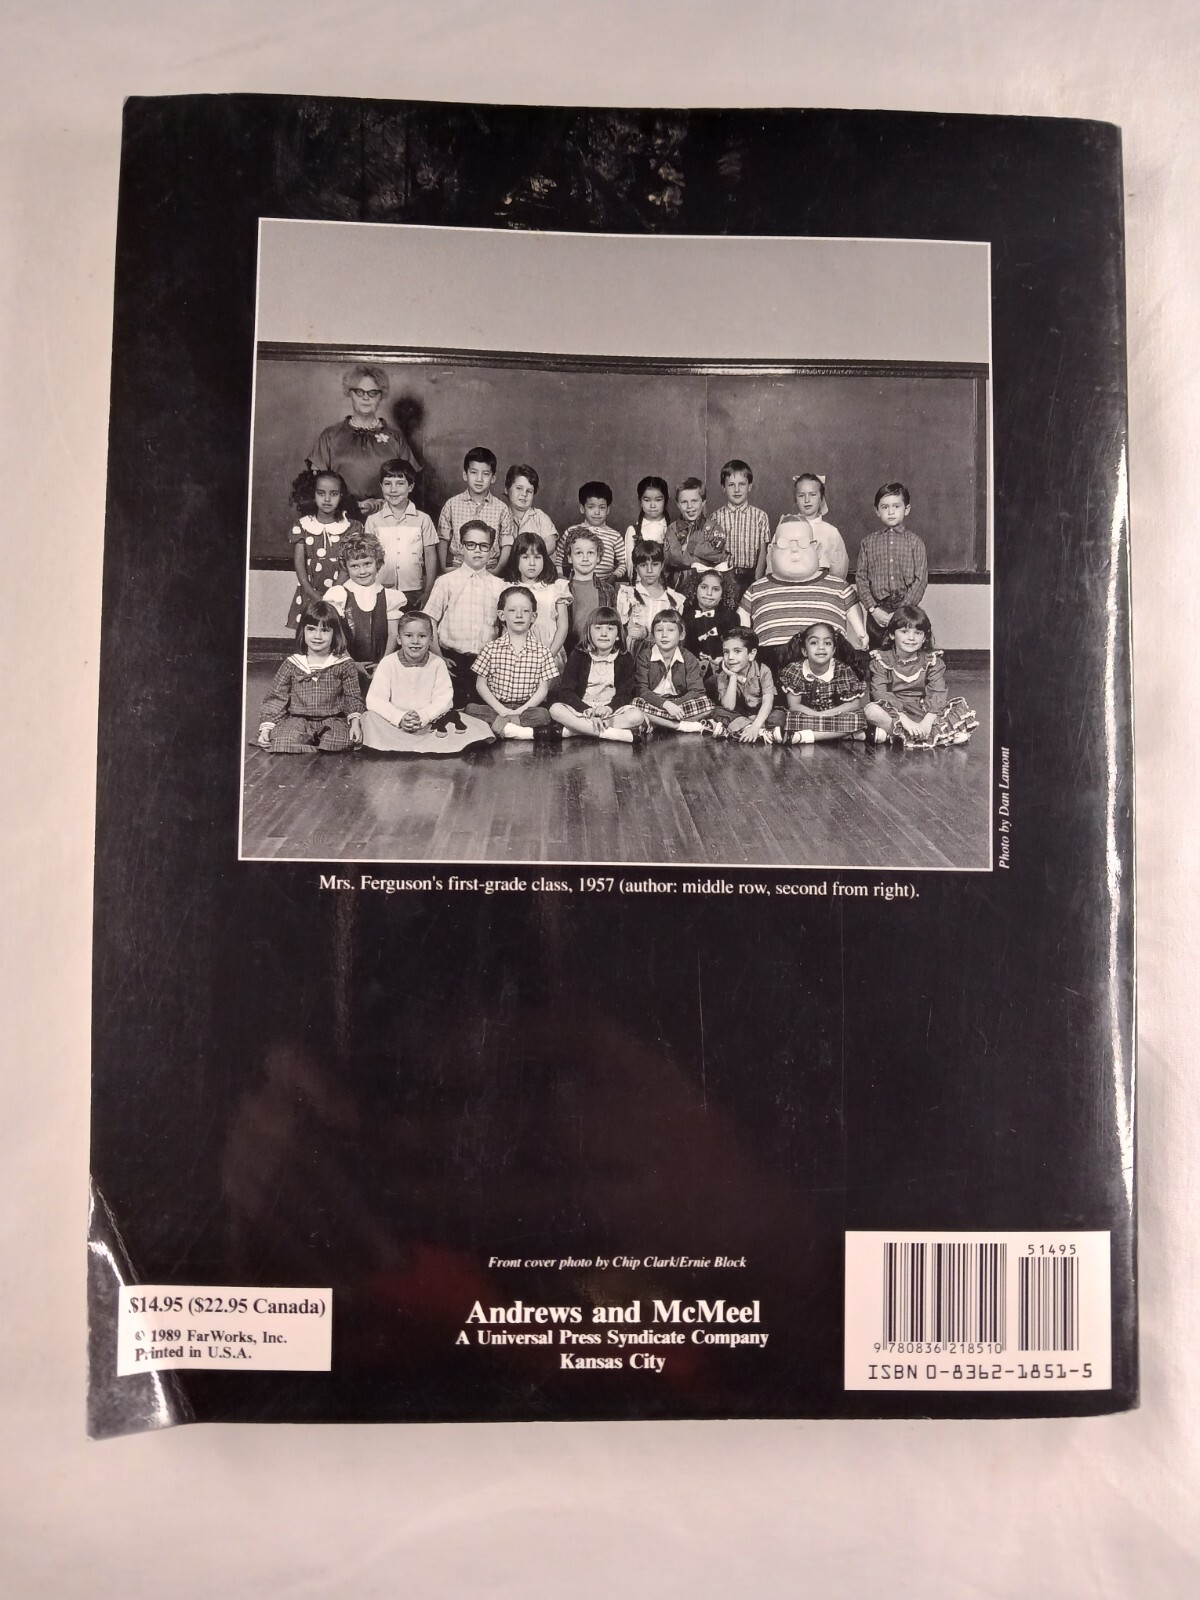 Photo by Dan Lamont
Mrs. Ferguson's first-grade class, 1957 (author: middle row, second from right).
Front cover photo by Chip Clark/Ernie Block
$14.95 ($22.95 Canada)
© 1989 FarWorks, Inc.
Printed in U.S.A.
Andrews and McMeel
A Universal Press Syndicate Company
Kansas City
51495
9 780836 218510
ISBN 0-8362-1851-5